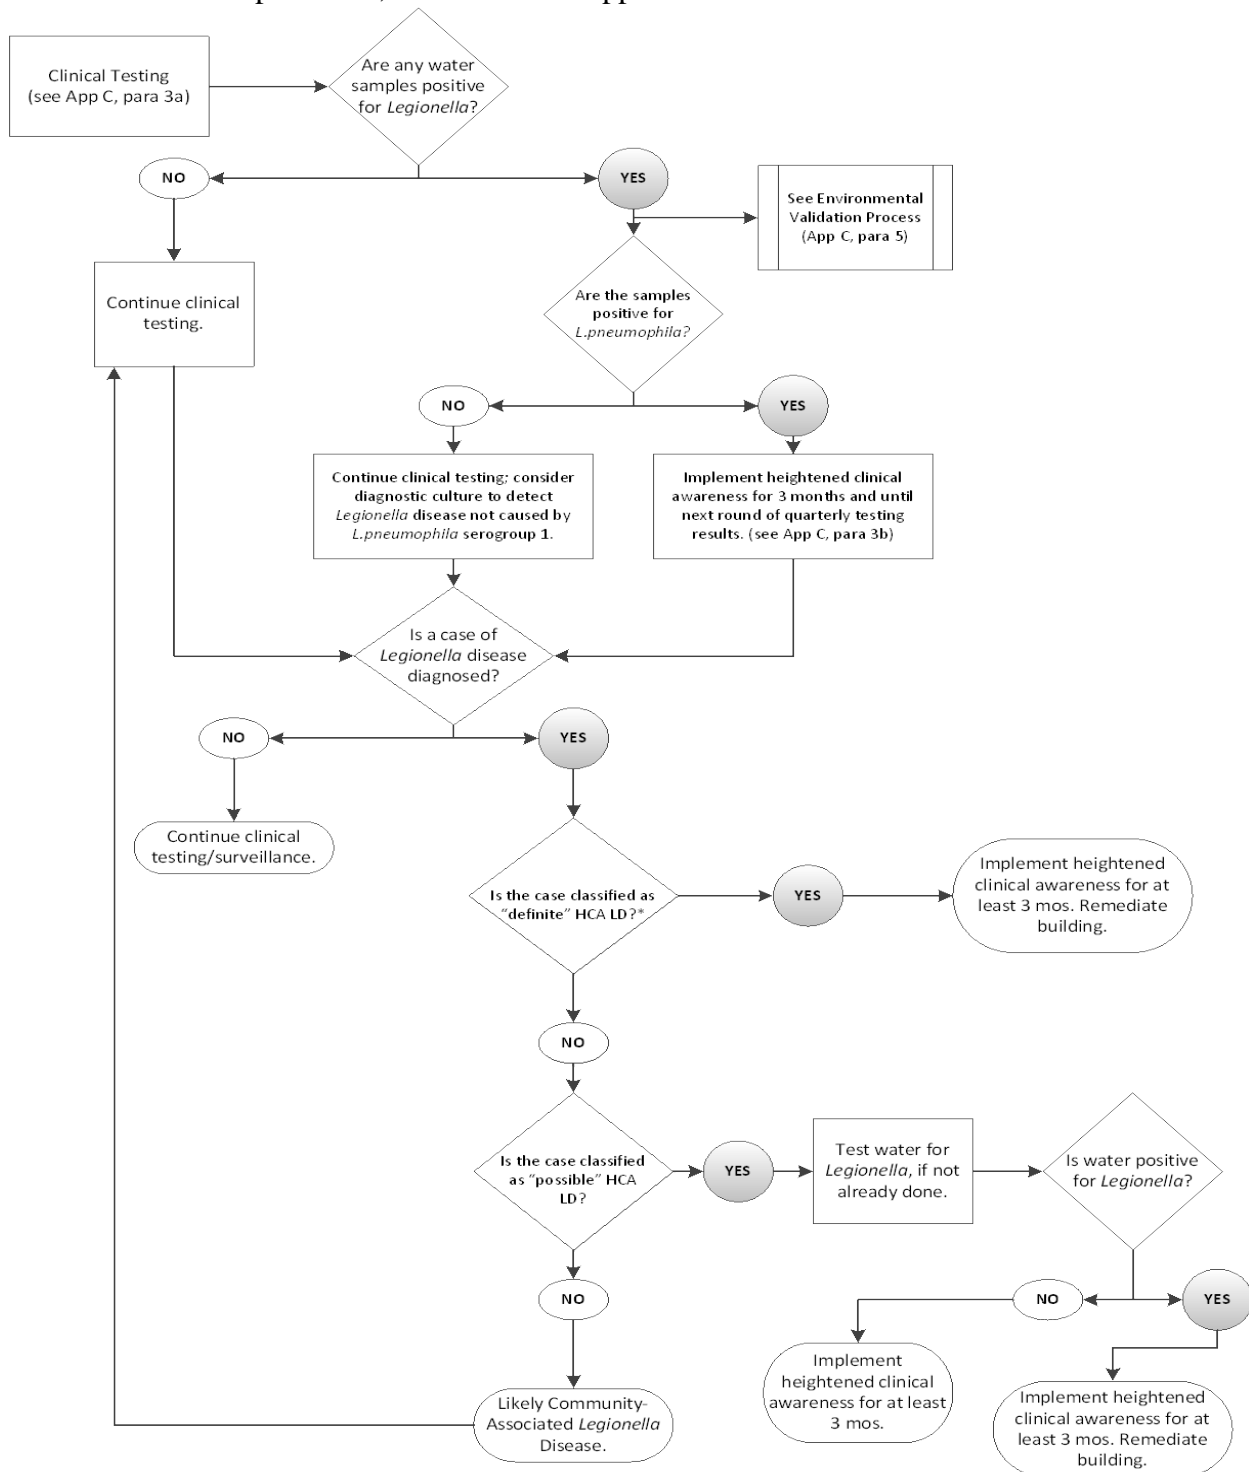 Clinical Testing
(see App C, para 3a)
Are any water
samples positive
for Legionella?
NO
YES
See Environmental
Validation Process
(App C, para 5)
Continue clinical
testing.
Are the samples
positive for
L.pneumophila?
NO
YES
Continue clinical testing; consider
diagnostic culture to detect
Legionella disease not caused by
L.pneumophila serogroup 1.
Implement heightened clinical
awareness for 3 months and until
next round of quarterly testing
results. (see App C, para 3b)
Is a case of
Legionella disease
diagnosed?
NO
YES
Continue clinical
testing/surveillance.
Is the case classified as
"definite" HCA LD?*
YES
Implement heightened
clinical awareness for at
least 3 mos. Remediate
building.
NO
Is the case classified
as "possible" HCA
LD?
YES
Test water for
Legionella, if not
already done.
Is water positive
for Legionella?
NO
NO
YES
Likely Community-
Associated Legionella
Disease.
Implement
heightened clinical
awareness for at least
3 mos.
Implement heightened
clinical awareness for at
least 3 mos. Remediate
building.